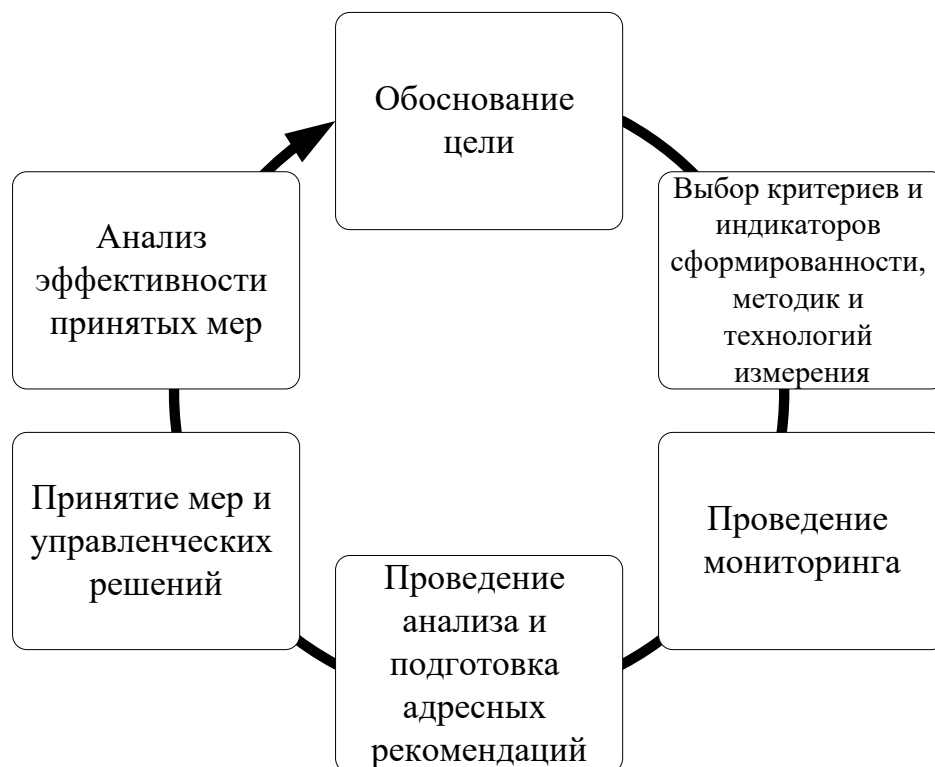 Обоснование
цели
Выбор критериев и
индикаторов
сформированности,
методик и
технологий
измерения
Проведение
мониторинга
Проведение
анализа и
подготовка
адресных
рекомендаций
Принятие мер и
управленческих
решений
Анализ
эффективности
принятых мер